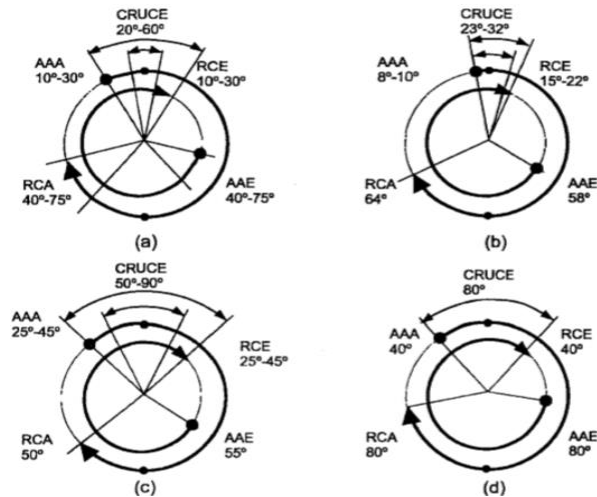 CRUCE
20º-60º
AAA
10º-30º
RCE
10º-30º
RCA
40º-75º
AAE
40º-75º
(a)
CRUCE
23º-32º
AAA
8º-10º
RCE
15º-22º
RCA
64º
AAE
58º
(b)
CRUCE
50º-90º
AAA
25º-45º
RCE
25º-45º
RCA
50º
AAE
55º
(c)
CRUCE
80º
AAA
40º
RCE
40º
RCA
80º
AAE
80º
(d)